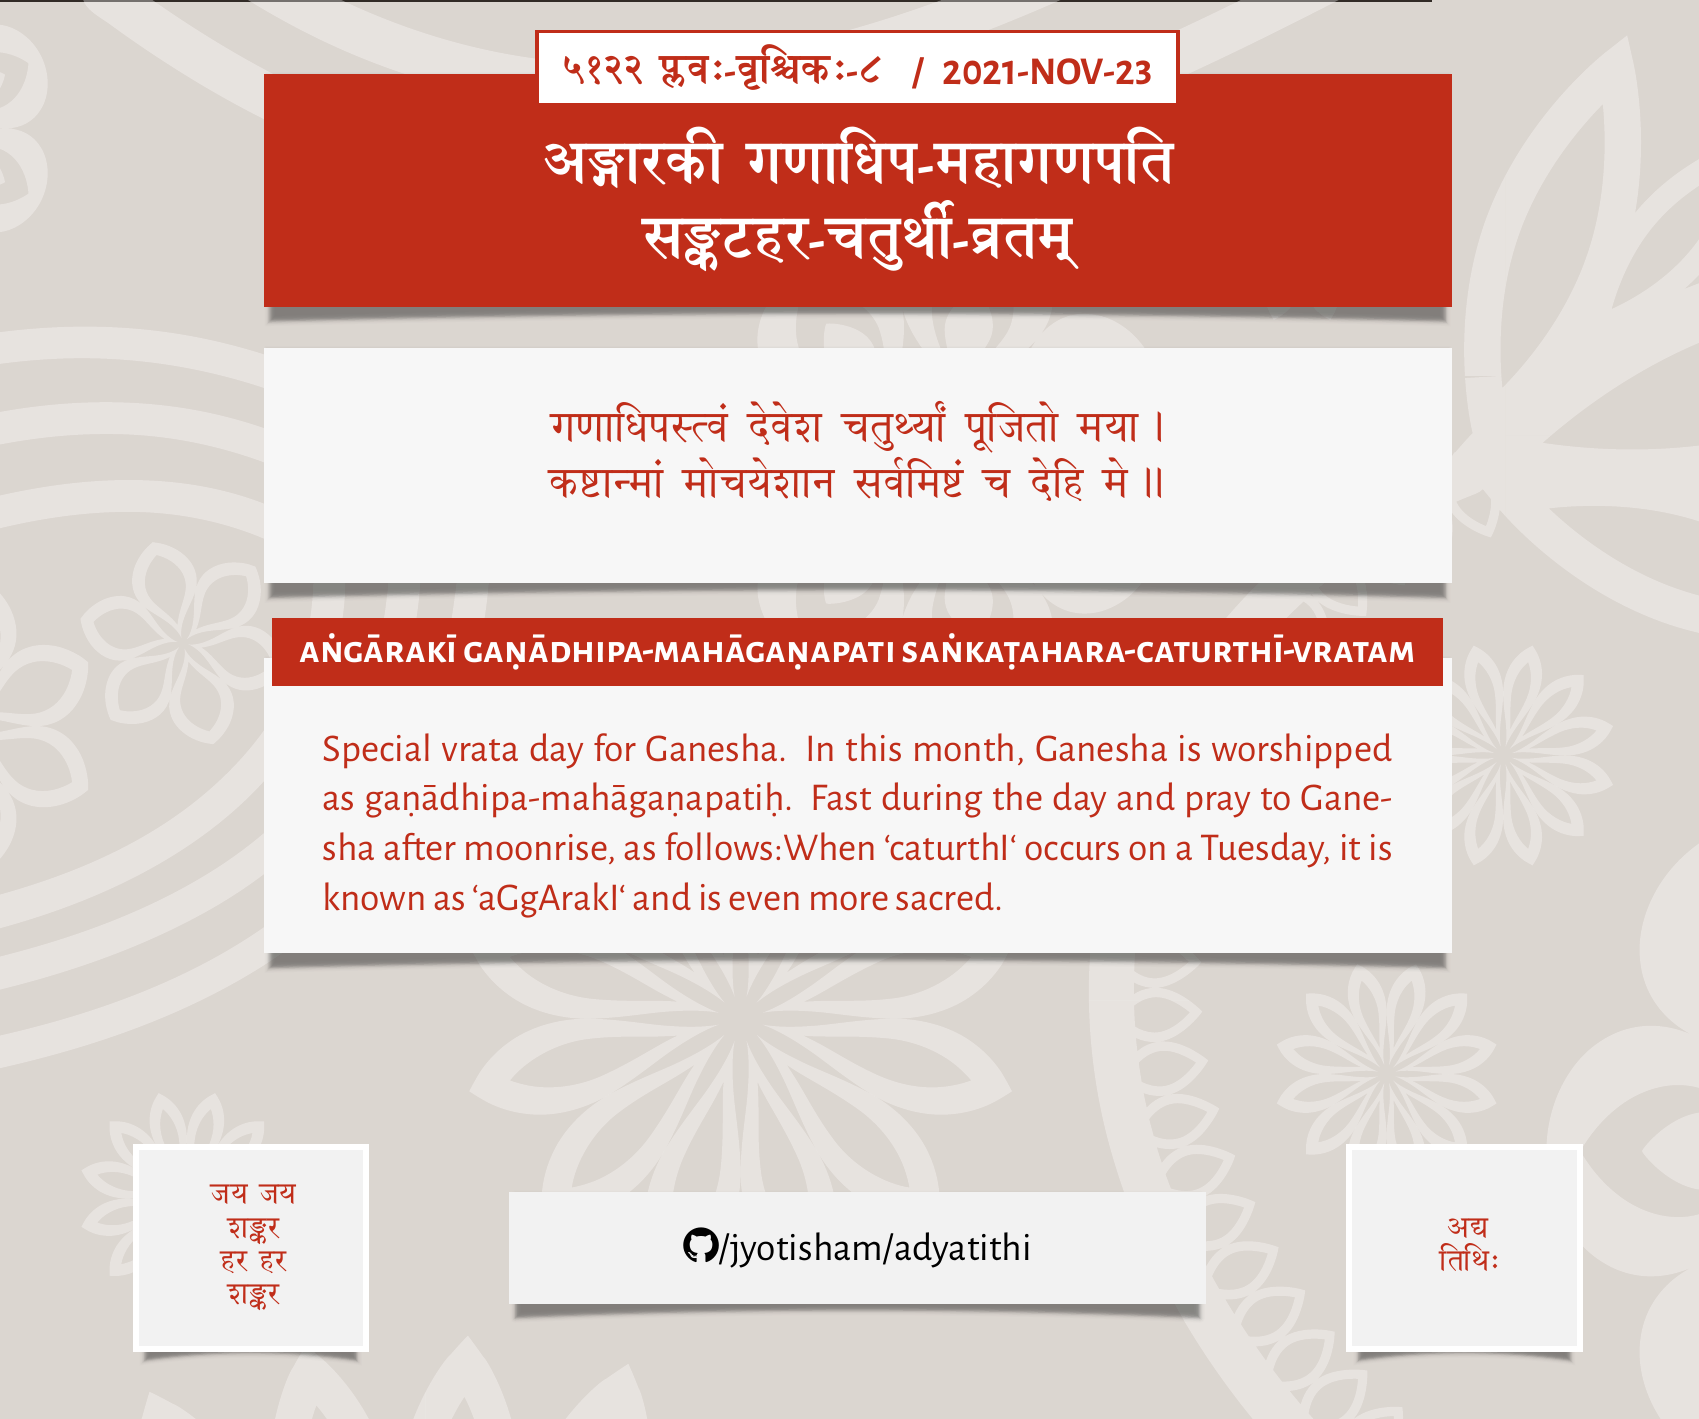 ५१२२ प्लवः-वृश्चिकः-८ / 2021-NOV-23
अङ्गारकी गणाधिप-महागणपति
सङ्कटहर-चतुर्थी-व्रतम्
गणाधिपस्त्वं देवेश चतुर्थ्यां पूजितो मया।
कष्टान्मां मोचयेशान सर्वमिष्टं च देहि मे॥
AṄGĀRAKĪ GAṆĀDHIPA-MAHĀGAṆAPATI SAṄKAṬAHARA-CATURTHĪ-VRATAM
Special vrata day for Ganesha. In this month, Ganesha is worshipped
as gaṇādhipa-mahāgaṇapatiḥ. Fast during the day and pray to Gane-
sha after moonrise, as follows:When ‘caturthI‘ occurs on a Tuesday, it is
known as ‘aGgArakI‘ and is even more sacred.
जय जय
शङ्कर
हर हर
शङ्कर
/jyotisham/adyatithi
अद्य
तिथिः